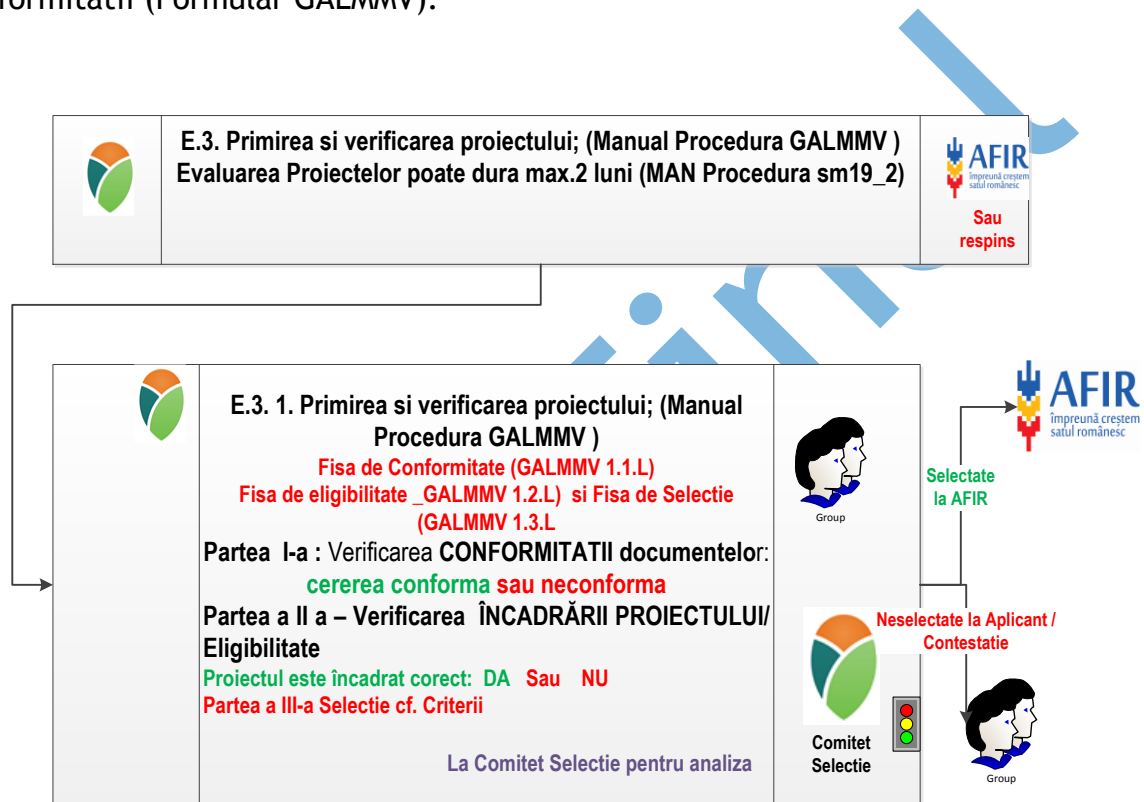 formitatii (Formular GALMMV).
E.3. Primirea si verificarea proiectului; (Manual Procedura GALMMV )
Evaluarea Proiectelor poate dura max.2 luni (MAN Procedura sm19_2)
AFIR
împreună creștem
satul românesc
Sau
respins
E.3. 1. Primirea si verificarea proiectului; (Manual
Procedura GALMMV )
Fisa de Conformitate (GALMMV 1.1.L)
Fisa de eligibilitate _GALMMV 1.2.L) si Fisa de Selectie
(GALMMV 1.3.L
Partea I-a : Verificarea CONFORMITATII documentelor:
cererea conforma sau neconforma
Partea a II a – Verificarea ÎNCADRĂRII PROIECTULUI/
Eligibilitate
Proiectul este încadrat corect: DA Sau NU
Partea a III-a Selectie cf. Criterii
La Comitet Selectie pentru analiza
Group
Comitet
Selectie
Selectate
la AFIR
AFIR
împreună creștem
satul românesc
Neselectate la Aplicant /
Contestatie
Group